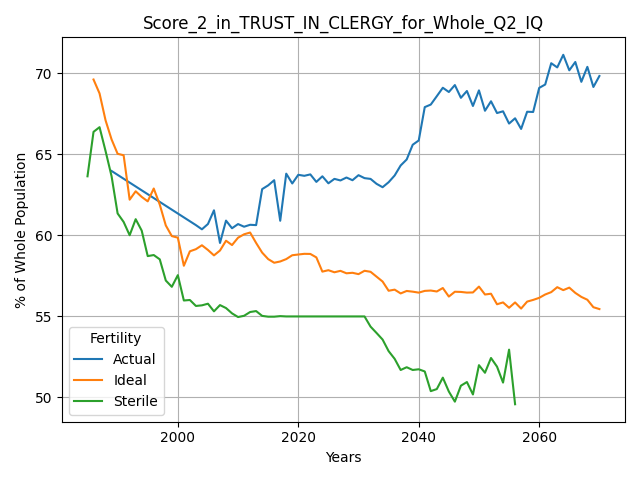 Score_2_in_TRUST_IN_CLERGY_for_Whole_Q2_IQ
% of Whole Population
70
65
60
55
50
Fertility
Actual
Ideal
Sterile
2000
2020
2040
2060
Years